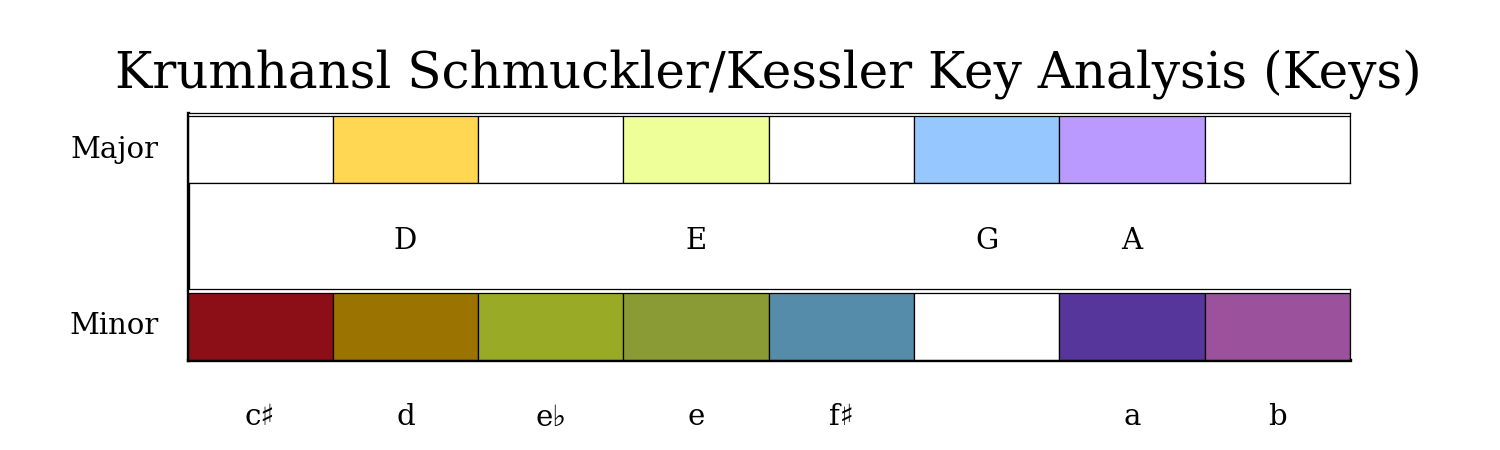 Krumhansl Schmuckler/Kessler Key Analysis (Keys)
Major
D E G A
Minor
c♯ d e♭ e f♯ a b